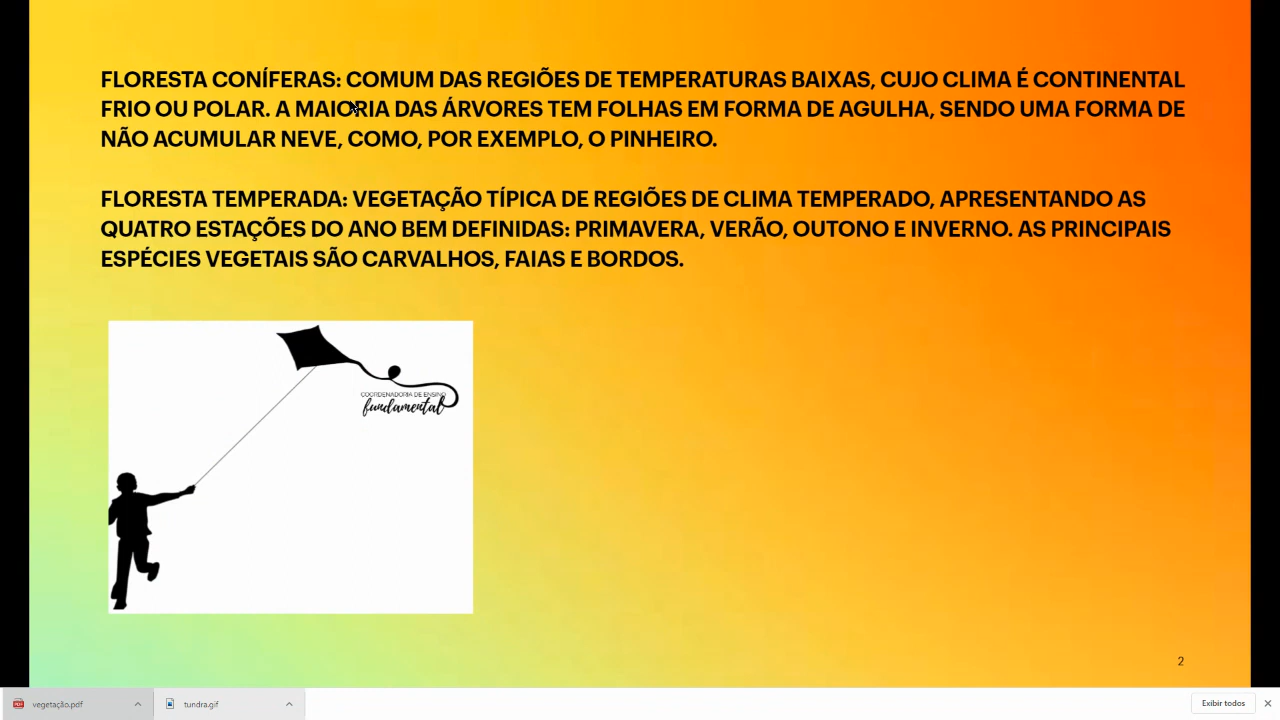 FLORESTA CONÍFERAS: COMUM DAS REGIÕES DE TEMPERATURAS BAIXAS, CUJO CLIMA É CONTINENTAL
FRIO OU POLAR. A MAIORIA DAS ÁRVORES TEM FOLHAS EM FORMA DE AGULHA, SENDO UMA FORMA DE
NÃO ACUMULAR NEVE, COMO, POR EXEMPLO, O PINHEIRO.
FLORESTA TEMPERADA: VEGETAÇÃO TÍPICA DE REGIÕES DE CLIMA TEMPERADO, APRESENTANDO AS
QUATRO ESTAÇÕES DO ANO BEM DEFINIDAS: PRIMAVERA, VERÃO, OUTONO E INVERNO. AS PRINCIPAIS
ESPÉCIES VEGETAIS SÃO CARVALHOS, FAIAS E BORDOS.
COORDENADORIA DE ENSINO
fundamental
2
vegetação.pdf
tundra.gif
Exibir todos